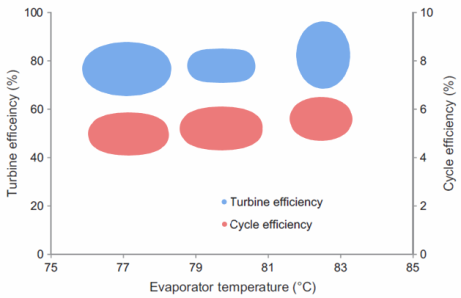 100
80
60
40
20
0
Turbine efficeincy (%)
10
8
6
4
2
0
Cycle efficiency (%)
Turbine efficiency
Cycle efficiency
75 77 79 81 83 85
Evaporator temperature (°C)